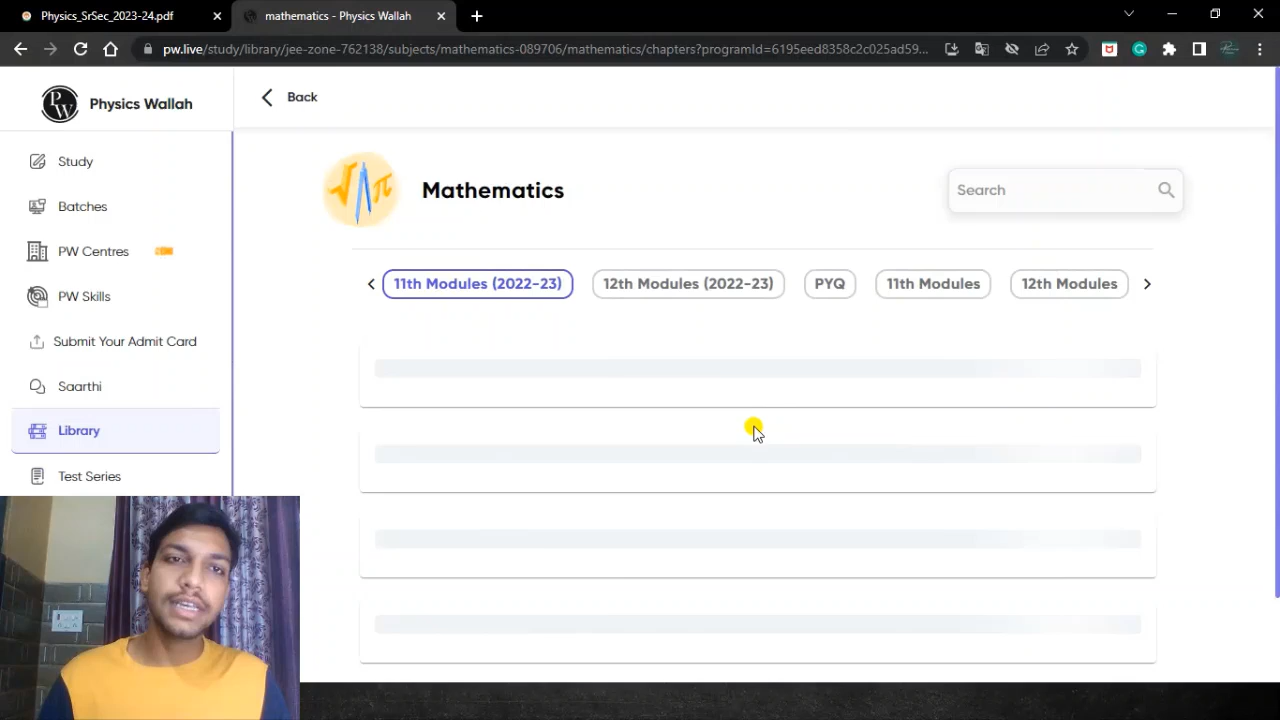 Physics_SrSec_2023-24.pdf
mathematics - Physics Wallah
pw.live/study/library/jee-zone-762138/subjects/mathematics-089706/mathematics/chapters?programId=6195eed8358c2c025ad59...
PW
Physics Wallah
Back
Study
Batches
PW Centres
PW Skills
Submit Your Admit Card
Saarthi
Library
Test Series
Mathematics
Search
11th Modules (2022-23)
12th Modules (2022-23)
PYQ
11th Modules
12th Modules